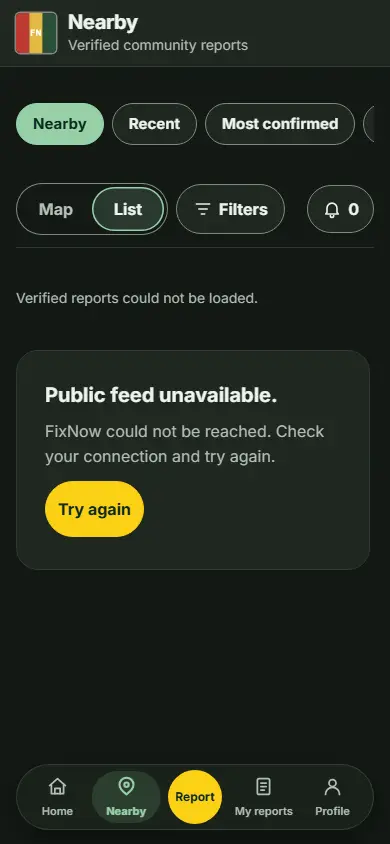 FN
Nearby
Verified community reports
Nearby
Recent
Most confirmed
Map
List
Filters
0
Verified reports could not be loaded.
Public feed unavailable.
FixNow could not be reached. Check
your connection and try again.
Try again
Home
Nearby
Report
My reports
Profile